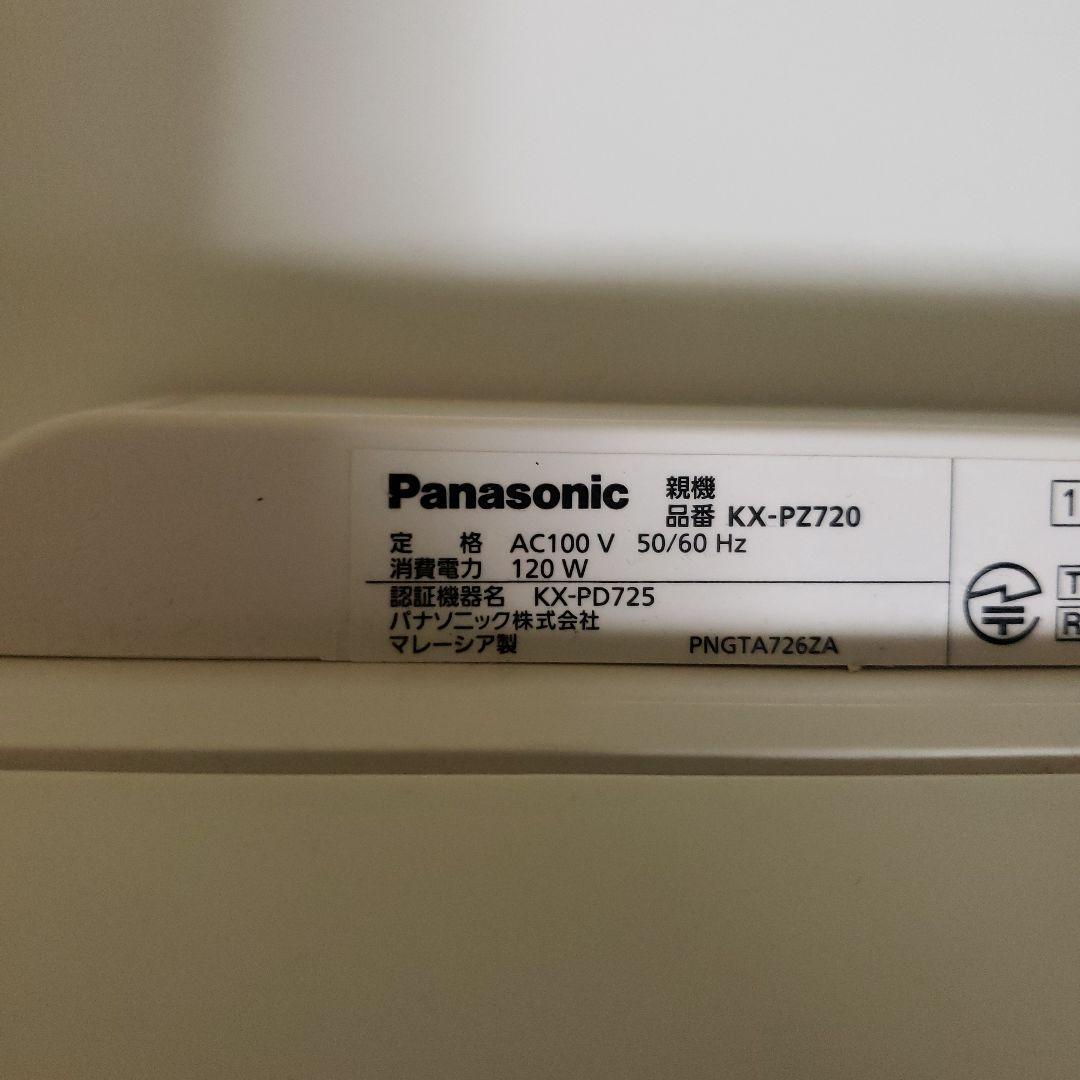 Panasonic 親機
品番 KX-PZ720
定 格 AC100 V 50/60 Hz
消費電力 120 W
認証機器名 KX-PD725
パナソニック株式会社
マレーシア製 PNGTA726ZA
1
T
R